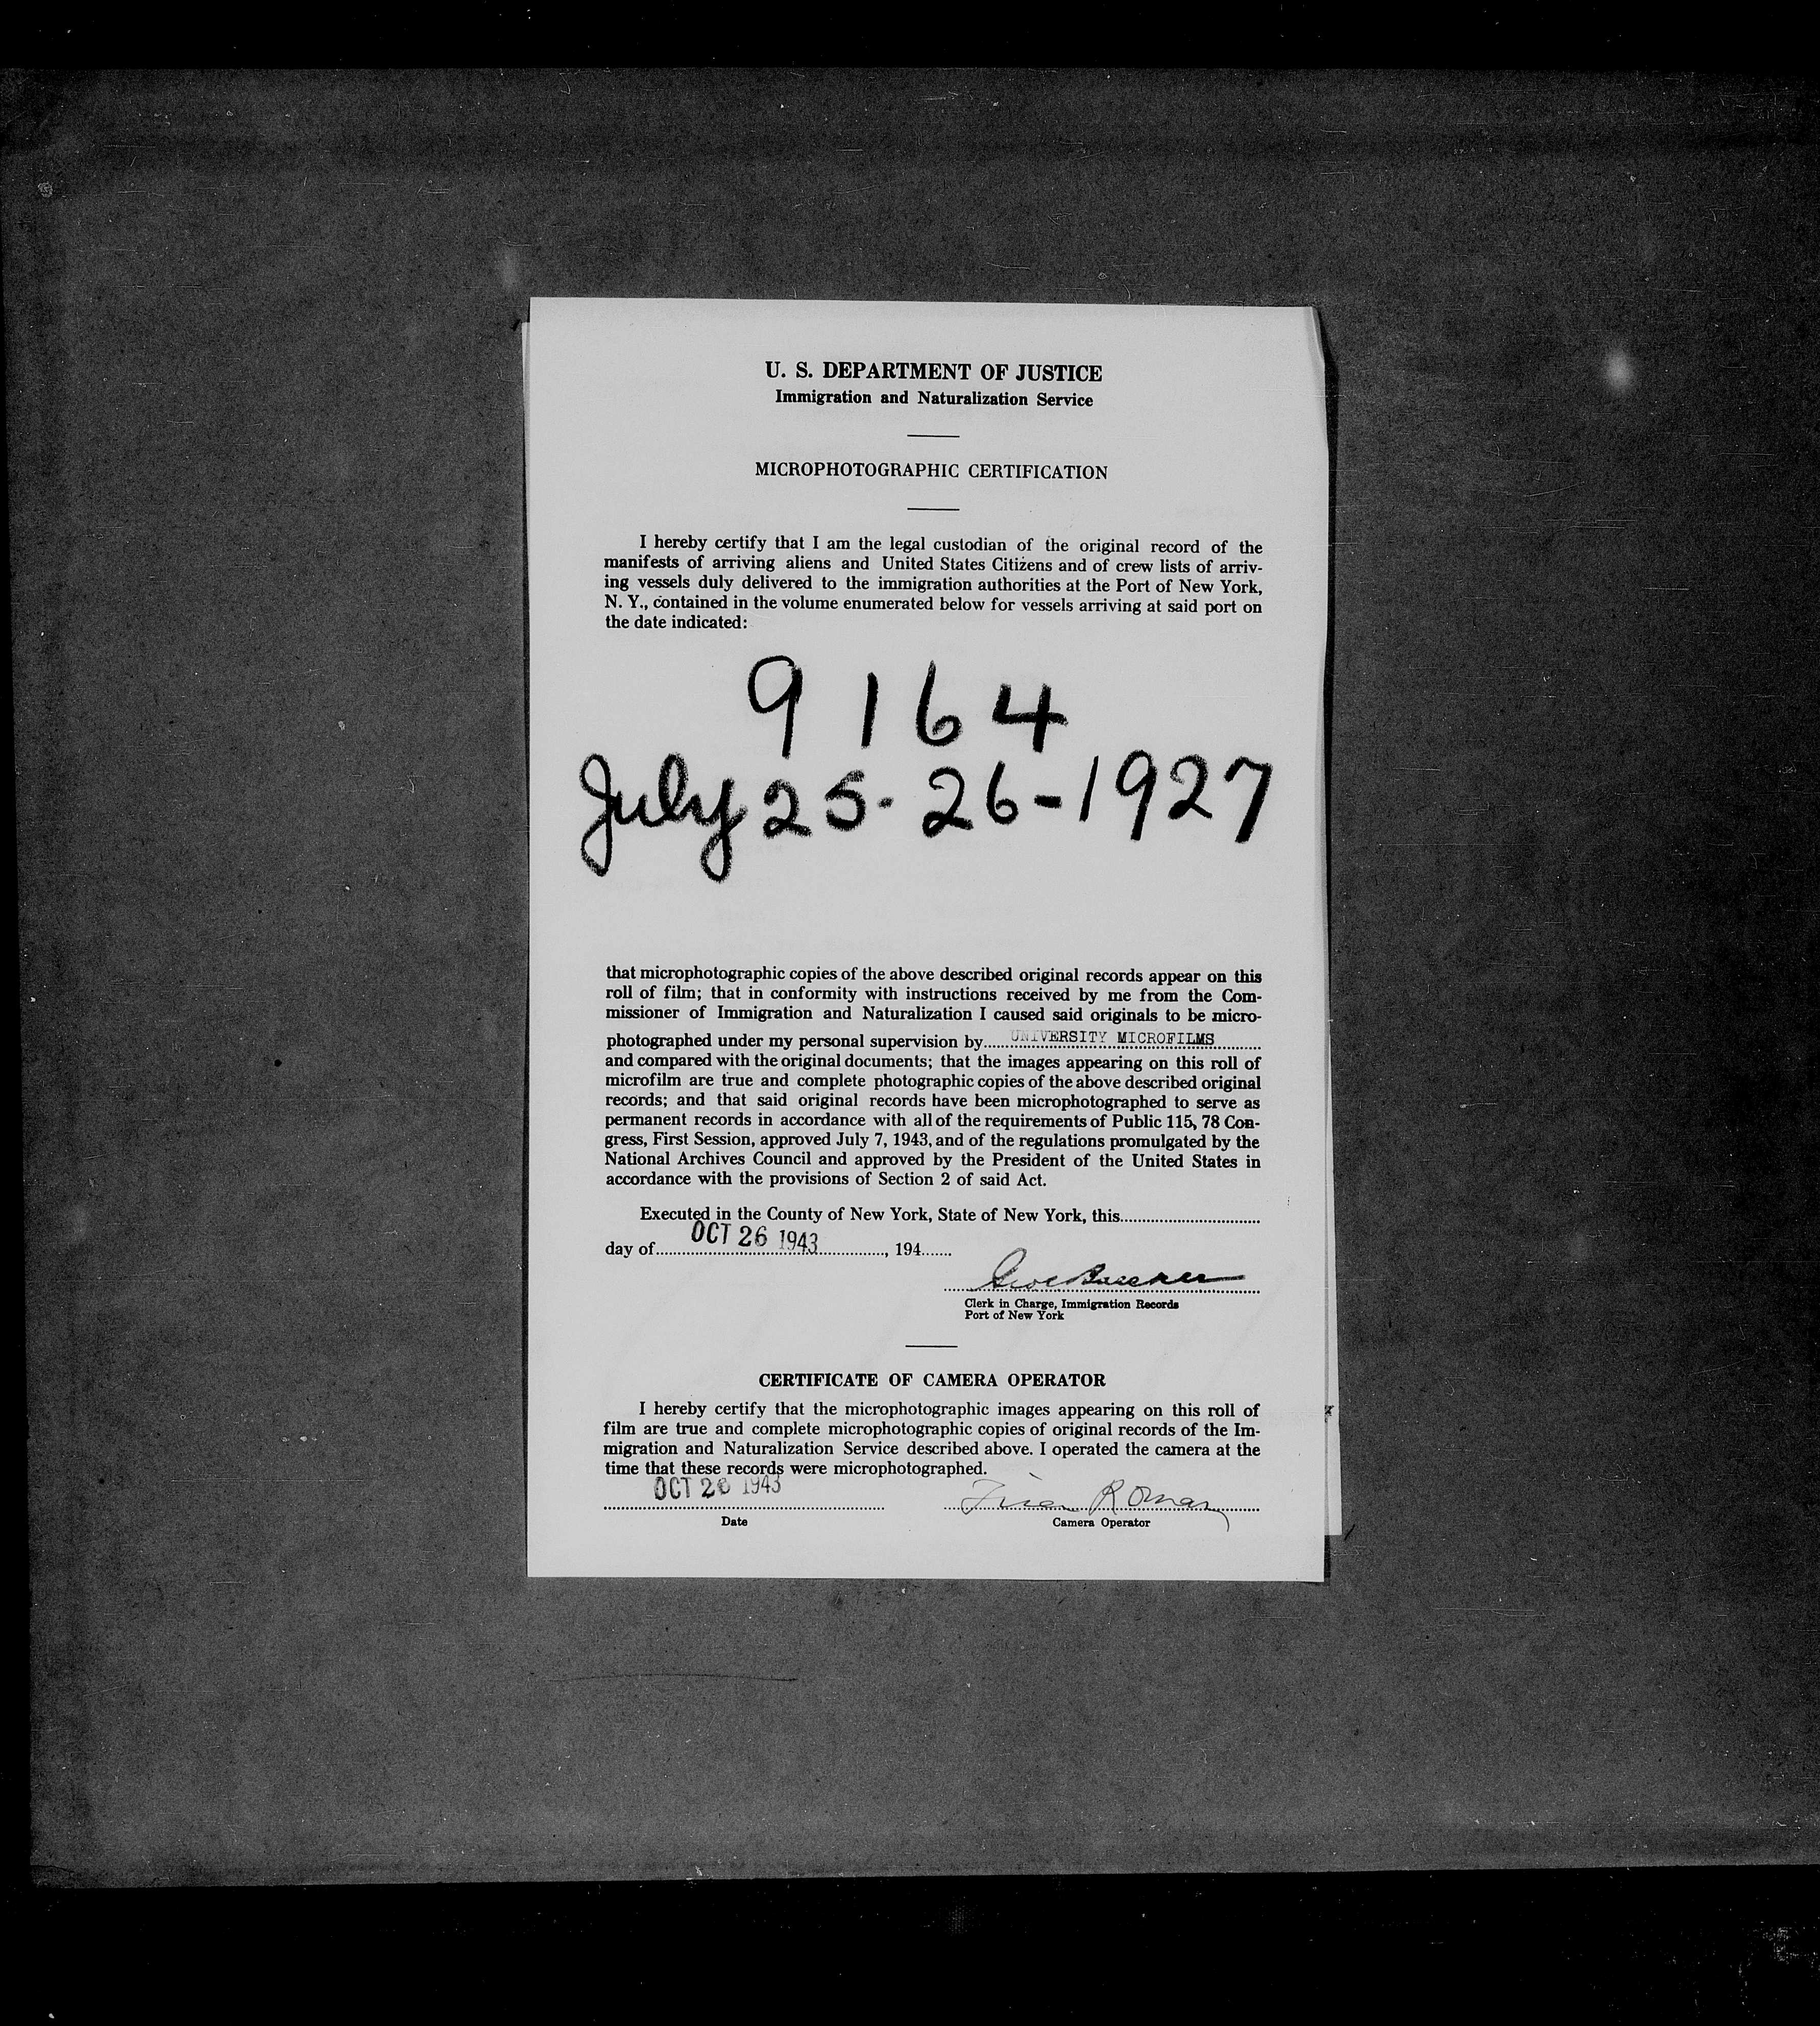 U. S. DEPARTMENT OF JUSTICE
Immigration and Naturalization Service
MICROPHOTOGRAPHIC CERTIFICATION
I hereby certify that I am the legal custodian of the original record of the
manifests of arriving aliens and United States Citizens and of crew lists of arriv-
ing vessels duly delivered to the immigration authorities at the Port of New York,
N. Y., contained in the volume enumerated below for vessels arriving at said port on
the date indicated:
9164
July 25-26-1927
that microphotographic copies of the above described original records appear on this
roll of film; that in conformity with instructions received by me from the Com-
missioner of Immigration and Naturalization I caused said originals to be micro-
photographed under my personal supervision by UNIVERSITY MICROFILMS
and compared with the original documents; that the images appearing on this roll of
microfilm are true and complete photographic copies of the above described original
records; and that said original records have been microphotographed to serve as
permanent records in accordance with all of the requirements of Public 115, 78 Con-
gress, First Session, approved July 7, 1943, and of the regulations promulgated by the
National Archives Council and approved by the President of the United States in
accordance with the provisions of Section 2 of said Act.
Executed in the County of New York, State of New York, this
day of OCT 26 1943, 194
Clerk in Charge, Immigration Records
Port of New York
CERTIFICATE OF CAMERA OPERATOR
I hereby certify that the microphotographic images appearing on this roll of
film are true and complete microphotographic copies of original records of the Im-
migration and Naturalization Service described above. I operated the camera at the
time that these records were microphotographed.
OCT 26 1943 Roman
Date Camera Operator